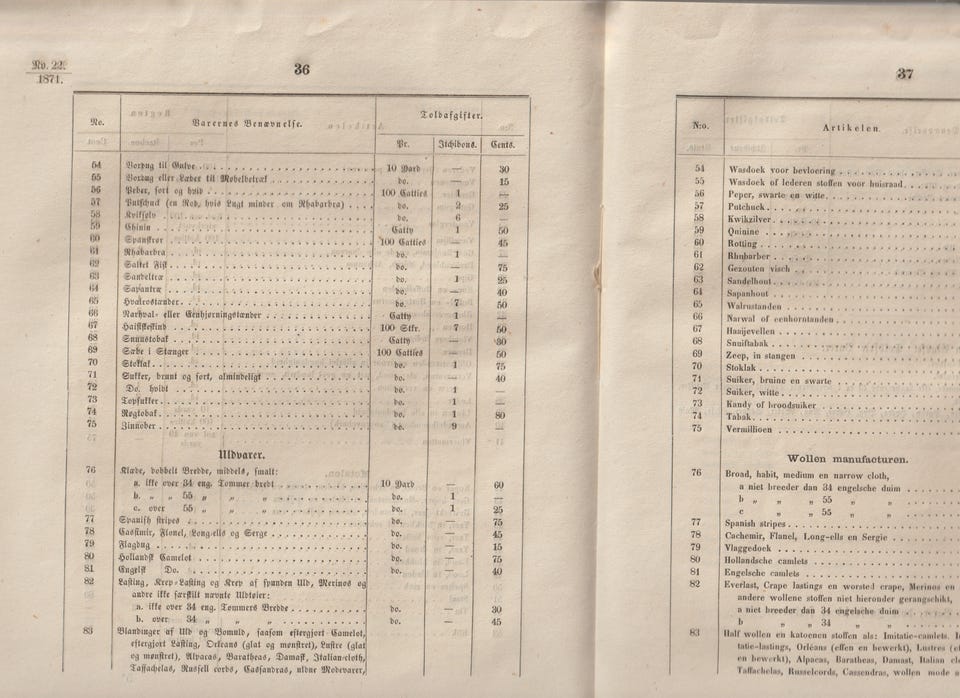 No. 22.
1871.
36
No. Varernes Benævnelse. Toldafgifter.
Pr. Itchibons. Cents.
54 Voxdug til Gulve 10 Yard — 30
55 Voxdug eller Læder til Møbelbetræk do. — 15
56 Peber, sort og hvid 100 Catties 1 —
57 Putschuck (en Rod, hvis Lugt minder om Rhabarbra) do. 2 25
58 Kviksølv do. 6 —
59 Chinin Catty 1 50
60 Spanskrør 100 Catties — 45
61 Rhabarbra do. 1 —
62 Saltet Fisk do. — 75
63 Sandeltræ do. 1 25
64 Sapantræ do. — 40
65 Hvalrostænder do. 7 50
66 Narhval- eller Eenhjørningstænder Catty 1 —
67 Haifiskeskind 100 Stkr. 7 50
68 Snuustobak Catty — 30
69 Sæbe i Stænger 100 Catties — 50
70 Stoklak do. 1 75
71 Sukker, bruunt og sort, almindeligt do. — 40
72 Do. hvidt do. 1 —
73 Topsukker do. 1 —
74 Røgtobak do. 1 80
75 Zinnober do. 9 —
Uldvarer.
76 Klæde, dobbelt Bredde, middels, smalt:
a. ikke over 34 eng. Tommer bredt 10 Yard — 60
b. „ „ 55 „ „ „ do. 1 —
c. over 55 „ „ „ do. 1 25
77 Spanish stripes do. — 75
78 Cassimir, Flonel, Long-ells og Serge do. — 45
79 Flagdug do. — 15
80 Hollandsk Camelot do. — 75
81 Engelsk Do. do. — 40
82 Lasting, Krep-Lasting og Krep af spunden Uld, Merinos og
andre ikke særskilt nævnte Uldtøier:
a. ikke over 34 eng. Tommers Bredde do. — 30
b. over 34 „ „ do. — 45
83 Blandinger af Uld og Bomuld, saasom eftergjort Camelot,
eftergjort Lasting, Orleans (glat og mønstret), Lustre (glat
og mønstret), Alpacas, Baratheas, Damask, Italian-cloth,
Taffachelas, Russell cords, Cassandras, uldne Modevarer,
37
N:o. Artikelen.
54 Wasdoek voor bevloering
55 Wasdoek of lederen stoffen voor huisraad
56 Peper, swarte en witte
57 Putchuck
58 Kwikzilver
59 Quinine
60 Rotting
61 Rhubarber
62 Gezouten visch
63 Sandelhout
64 Sapanhout
65 Walrustanden
66 Narwal of eenhorntanden
67 Haaijevellen
68 Snuiftabak
69 Zeep, in stangen
70 Stoklak
71 Suiker, bruine en swarte
72 Suiker, witte
73 Kandy of broodsuiker
74 Tabak
75 Vermillioen
Wollen manufacturen.
76 Broad, habit, medium en narrow cloth,
a niet breeder dan 34 engelsche duim
b „ „ „ 55 „ „
c „ „ 55 „ „
77 Spanish stripes
78 Cachemir, Flanel, Long-ells en Sergie
79 Vlaggedoek
80 Hollandsche camlets
81 Engelsche camlets
82 Everlast, Crape lastings en worsted crape, Merinos en
andere wollene stoffen niet hieronder gerangschikt,
a niet breeder dan 34 engelsche duim
b „ „ 34 „ „
83 Half wollen en katoenen stoffen als: Imitatie-camlets,
tatie-lastings, Orléans (effen en bewerkt), Lustres
en bewerkt), Alpacas, Baratheas, Damast, Italian
Taffachelas, Russelcords, Cassendras, wollen mode